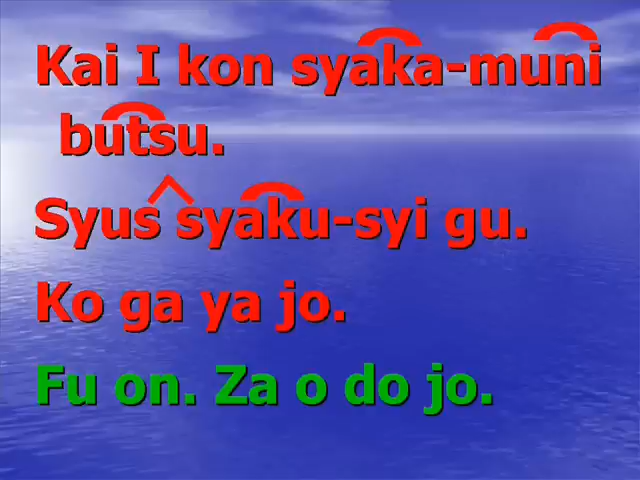 Kai I kon syaka-muni
butsu.
Syus syaku-syi gu.
Ko ga ya jo.
Fu on. Za o do jo.